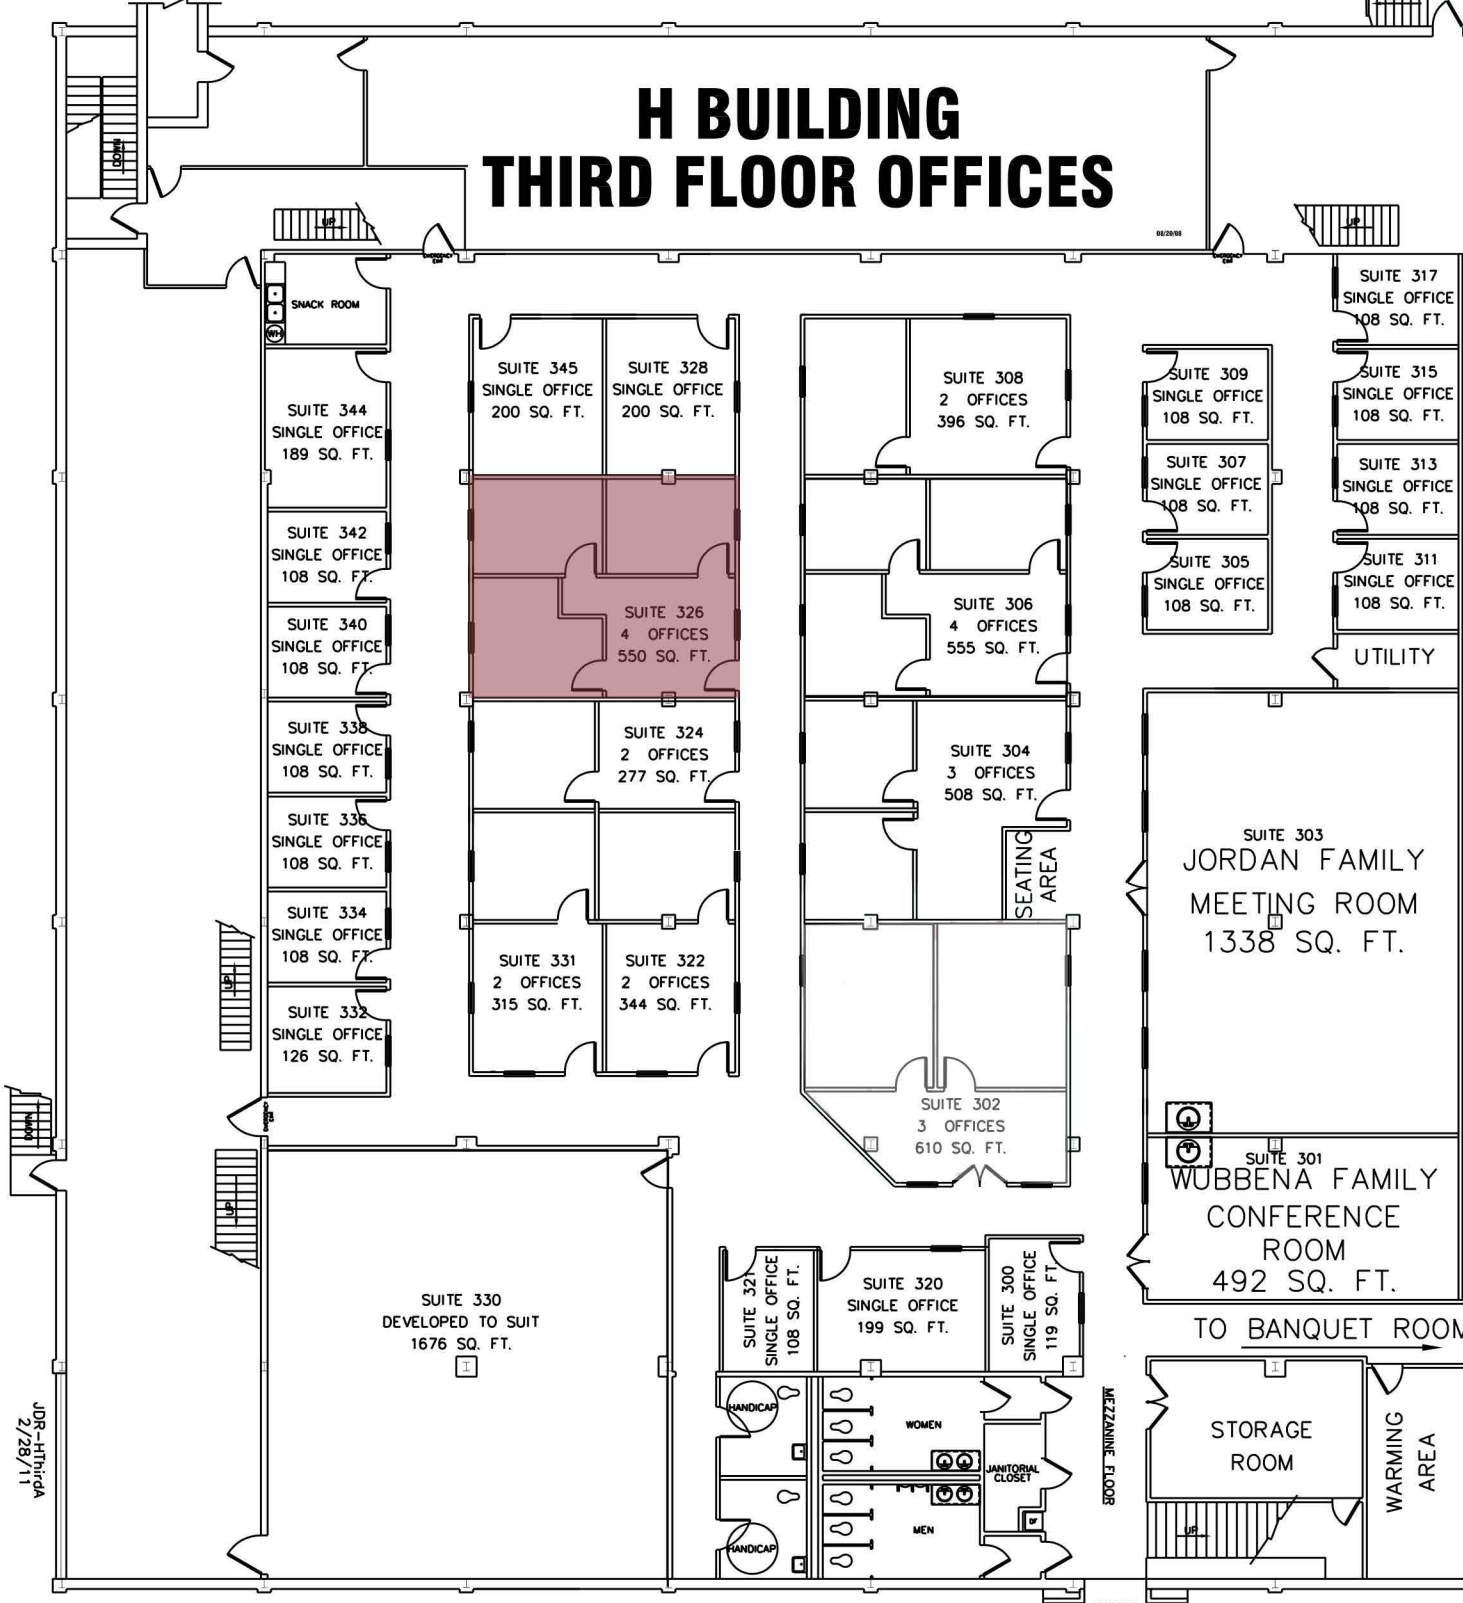 H BUILDING
THIRD FLOOR OFFICES
08/20/08
DOWN
UP
UP
EMERGENCY
EXIT
EMERGENCY
EXIT
SNACK ROOM
WH
SUITE 344
SINGLE OFFICE
189 SQ. FT.
SUITE 342
SINGLE OFFICE
108 SQ. FT.
SUITE 340
SINGLE OFFICE
108 SQ. FT.
SUITE 338
SINGLE OFFICE
108 SQ. FT.
SUITE 336
SINGLE OFFICE
108 SQ. FT.
SUITE 334
SINGLE OFFICE
108 SQ. FT.
SUITE 332
SINGLE OFFICE
126 SQ. FT.
UP
EMERGENCY
EXIT
DOWN
UP
SUITE 345
SINGLE OFFICE
200 SQ. FT.
SUITE 328
SINGLE OFFICE
200 SQ. FT.
SUITE 326
4 OFFICES
550 SQ. FT.
SUITE 324
2 OFFICES
277 SQ. FT.
SUITE 331
2 OFFICES
315 SQ. FT.
SUITE 322
2 OFFICES
344 SQ. FT.
SUITE 308
2 OFFICES
396 SQ. FT.
SUITE 306
4 OFFICES
555 SQ. FT.
SUITE 304
3 OFFICES
508 SQ. FT.
SEATING
AREA
SUITE 302
3 OFFICES
610 SQ. FT.
SUITE 317
SINGLE OFFICE
108 SQ. FT.
SUITE 309
SINGLE OFFICE
108 SQ. FT.
SUITE 315
SINGLE OFFICE
108 SQ. FT.
SUITE 307
SINGLE OFFICE
108 SQ. FT.
SUITE 313
SINGLE OFFICE
108 SQ. FT.
SUITE 305
SINGLE OFFICE
108 SQ. FT.
SUITE 311
SINGLE OFFICE
108 SQ. FT.
UTILITY
SUITE 303
JORDAN FAMILY
MEETING ROOM
1338 SQ. FT.
SUITE 301
WUBBENA FAMILY
CONFERENCE
ROOM
492 SQ. FT.
TO BANQUET ROOM
SUITE 330
DEVELOPED TO SUIT
1676 SQ. FT.
SUITE 321
SINGLE OFFICE
108 SQ. FT.
SUITE 320
SINGLE OFFICE
199 SQ. FT.
SUITE 300
SINGLE OFFICE
119 SQ. FT.
HANDICAP
WOMEN
JANITORIAL
CLOSET
DF
MEN
HANDICAP
MEZZANINE FLOOR
STORAGE
ROOM
WARMING
AREA
UP
JDR-HThirdA
2/28/11